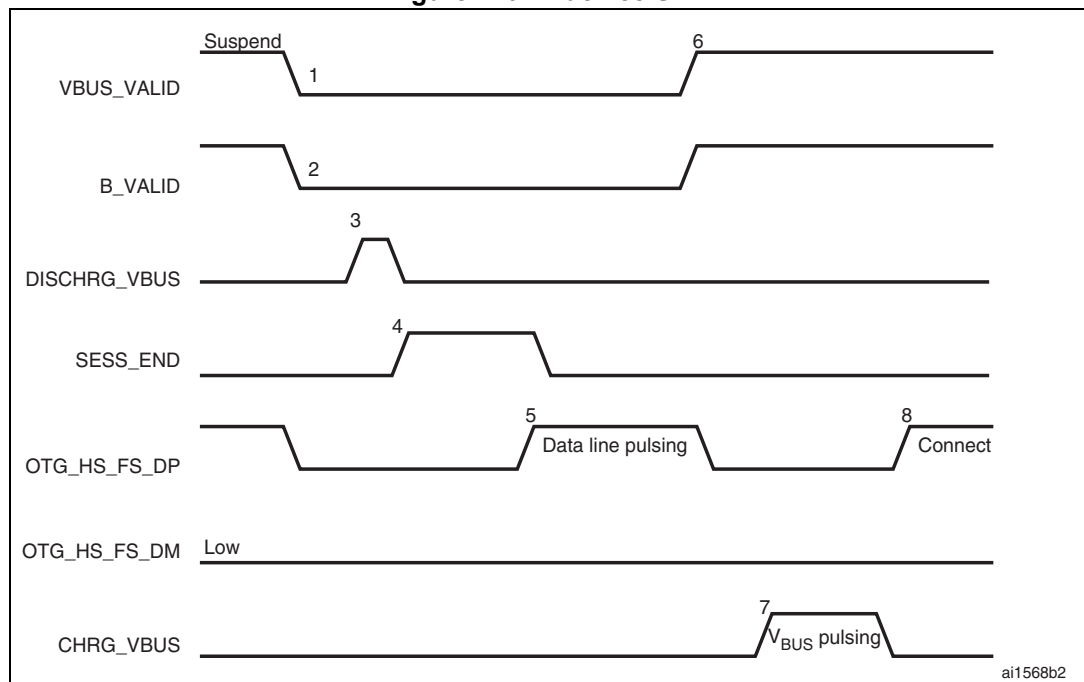 Suspend
6
VBUS_VALID
1
B_VALID
2
3
DISCHRG_VBUS
4
SESS_END
5
8
OTG_HS_FS_DP
Data line pulsing
Connect
OTG_HS_FS_DM
Low
7
CHRG_VBUS
VBUS pulsing
ai1568b2